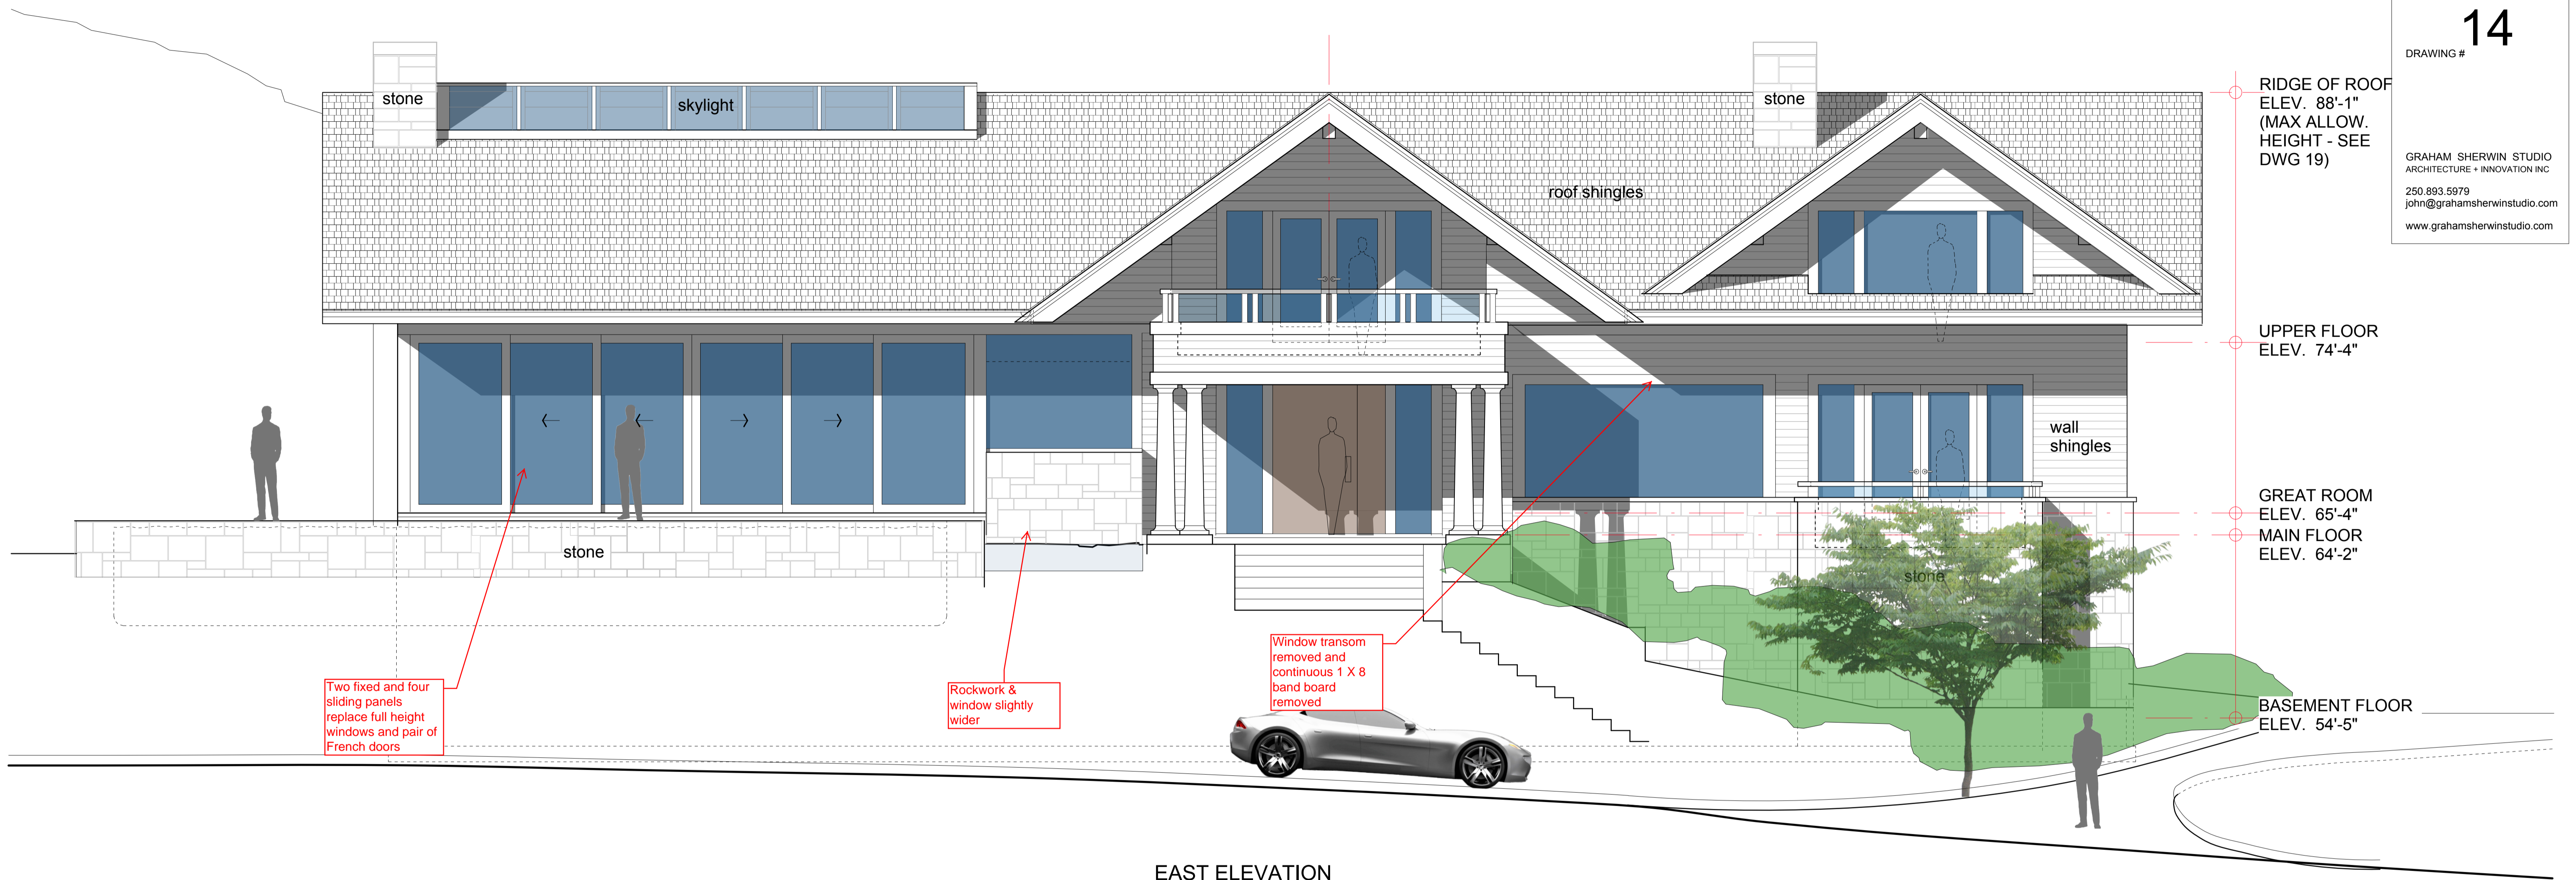 14
DRAWING #
GRAHAM SHERWIN STUDIO
ARCHITECTURE + INNOVATION INC
250.893.5979
john@grahamsherwinstudio.com
www.grahamsherwinstudio.com
stone
skylight
stone
roof shingles
RIDGE OF ROOF
ELEV. 88'-1"
(MAX ALLOW.
HEIGHT - SEE
DWG 19)
UPPER FLOOR
ELEV. 74'-4"
wall
shingles
GREAT ROOM
ELEV. 65'-4"
MAIN FLOOR
ELEV. 64'-2"
stone
stone
BASEMENT FLOOR
ELEV. 54'-5"
Two fixed and four
sliding panels
replace full height
windows and pair of
French doors
Rockwork &
window slightly
wider
Window transom
removed and
continuous 1 X 8
band board
removed
EAST ELEVATION